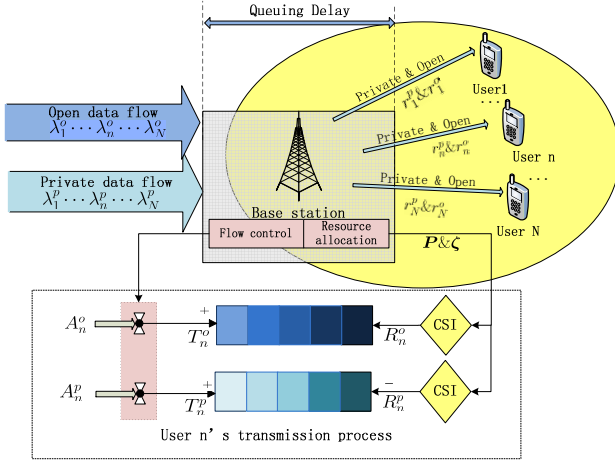 Queuing Delay
Private & Open
r_1^p&r_1^o
User1
...
Open data flow
λ_1^o ··· λ_n^o ··· λ_N^o
Private & Open
r_n^p&r_n^o
User n
...
Private data flow
λ_1^p ··· λ_n^p ··· λ_N^p
Private & Open
r_N^p&r_N^o
User N
Base station
Flow control
Resource allocation
P&ζ
A_n^o
+
T_n^o
R_n^o
CSI
A_n^p
+
T_n^p
−
R_n^p
CSI
User n's transmission process